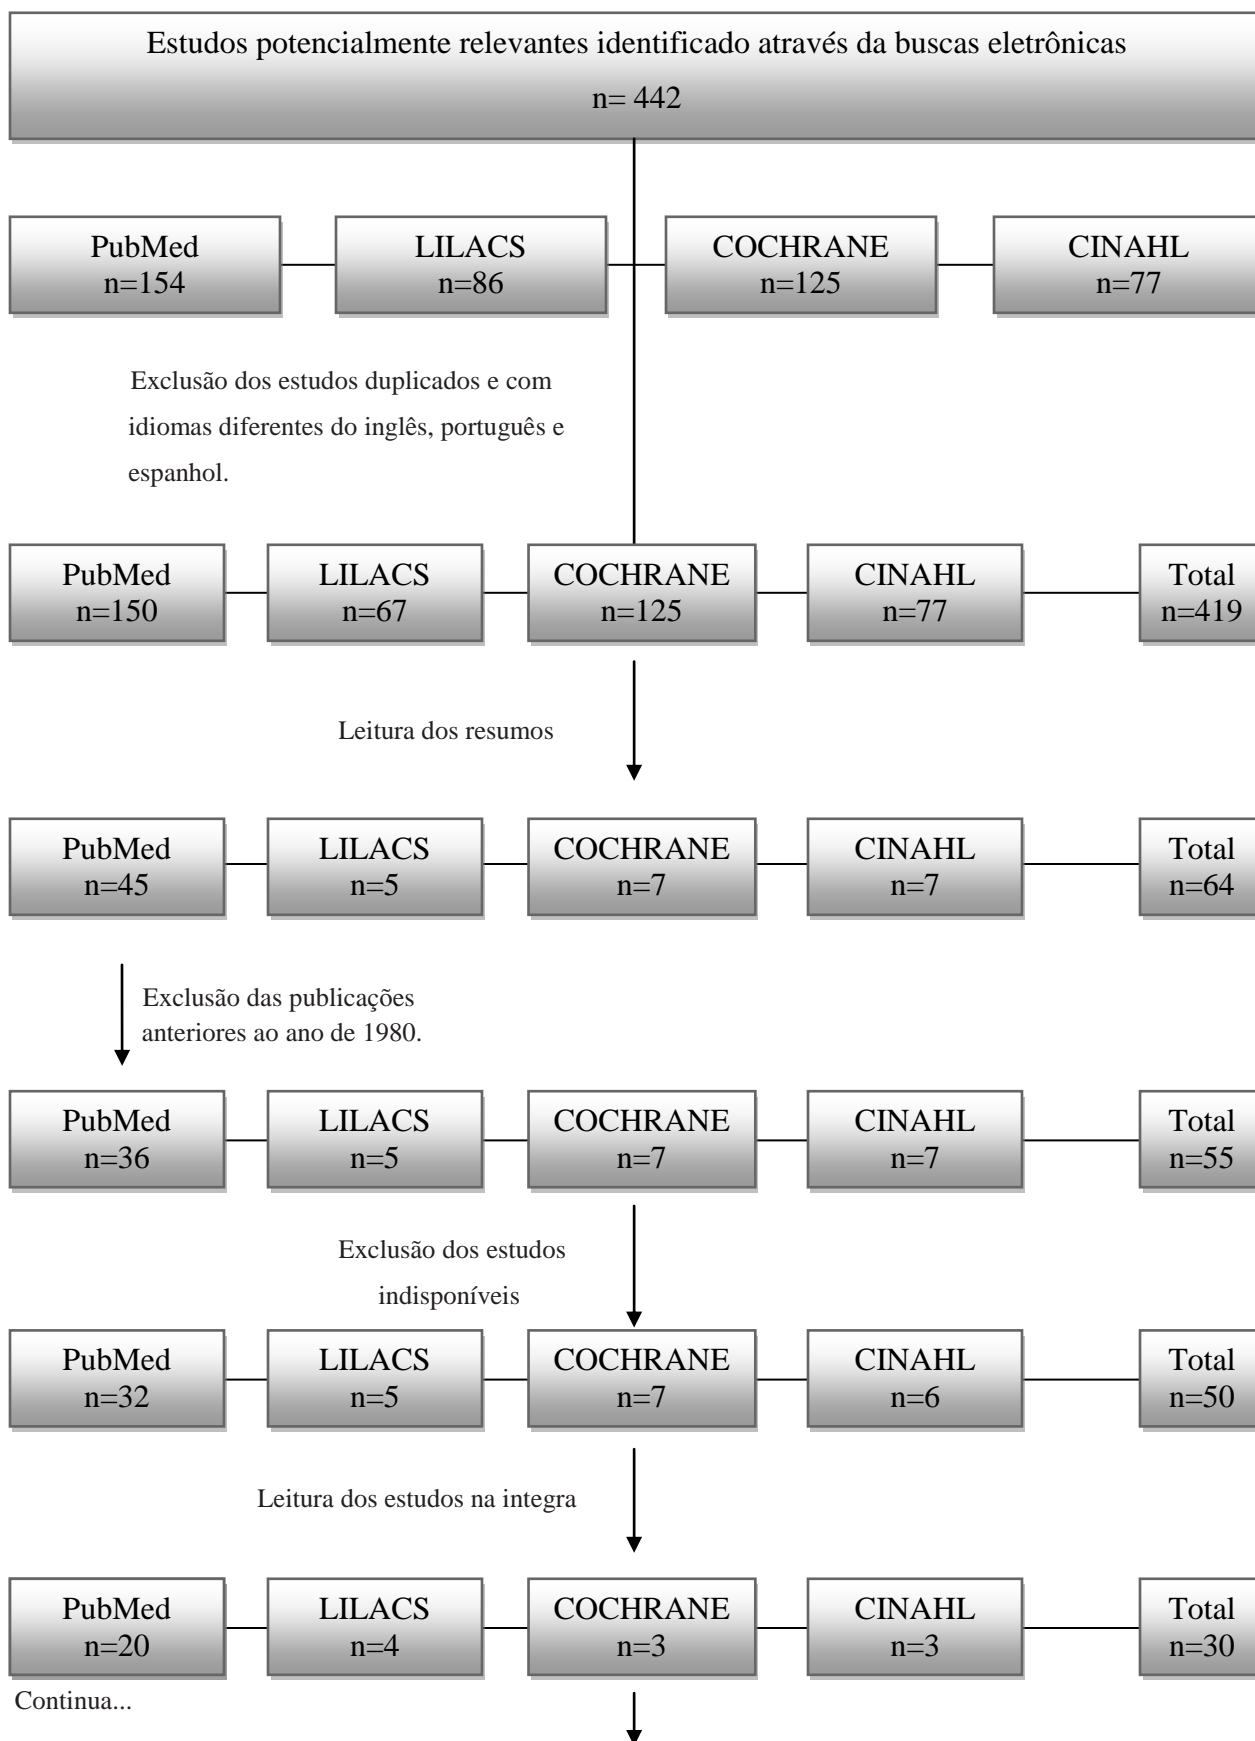 Estudos potencialmente relevantes identificado através da buscas eletrônicas
n= 442
PubMed
n=154
LILACS
n=86
COCHRANE
n=125
CINAHL
n=77
Exclusão dos estudos duplicados e com
idiomas diferentes do inglês, português e
espanhol.
PubMed
n=150
LILACS
n=67
COCHRANE
n=125
CINAHL
n=77
Total
n=419
Leitura dos resumos
PubMed
n=45
LILACS
n=5
COCHRANE
n=7
CINAHL
n=7
Total
n=64
Exclusão das publicações
anteriores ao ano de 1980.
PubMed
n=36
LILACS
n=5
COCHRANE
n=7
CINAHL
n=7
Total
n=55
Exclusão dos estudos
indisponíveis
PubMed
n=32
LILACS
n=5
COCHRANE
n=7
CINAHL
n=6
Total
n=50
Leitura dos estudos na integra
PubMed
n=20
LILACS
n=4
COCHRANE
n=3
CINAHL
n=3
Total
n=30
Continua...